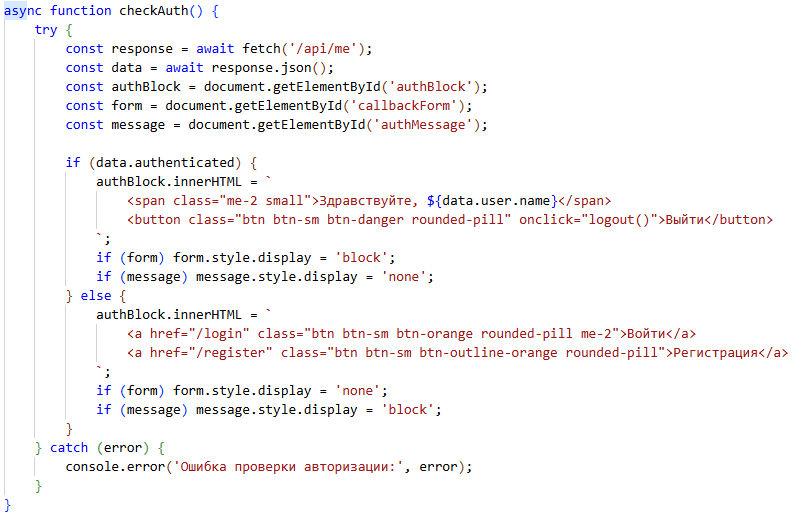 async function checkAuth() {
try {
const response = await fetch('/api/me');
const data = await response.json();
const authBlock = document.getElementById('authBlock');
const form = document.getElementById('callbackForm');
const message = document.getElementById('authMessage');
if (data.authenticated) {
authBlock.innerHTML = `
<span class="me-2 small">Здравствуйте, ${data.user.name}</span>
<button class="btn btn-sm btn-danger rounded-pill" onclick="logout()">Выйти</button>
`;
if (form) form.style.display = 'block';
if (message) message.style.display = 'none';
} else {
authBlock.innerHTML = `
<a href="/login" class="btn btn-sm btn-orange rounded-pill me-2">Войти</a>
<a href="/register" class="btn btn-sm btn-outline-orange rounded-pill">Регистрация</a>
`;
if (form) form.style.display = 'none';
if (message) message.style.display = 'block';
}
} catch (error) {
console.error('Ошибка проверки авторизации:', error);
}
}